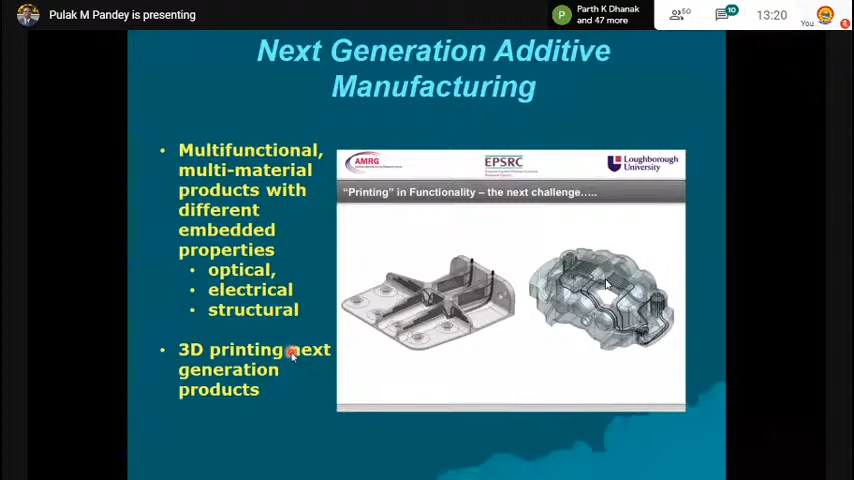 Pulak M Pandey is presenting
P
Parth K Dhanak
and 47 more
50
10
13:20
You
Next Generation Additive
Manufacturing
• Multifunctional,
multi-material
products with
different
embedded
properties
• optical,
• electrical
• structural
• 3D printing next
generation
products
AMRG
EPSRC
Loughborough
University
"Printing" in Functionality – the next challenge.....